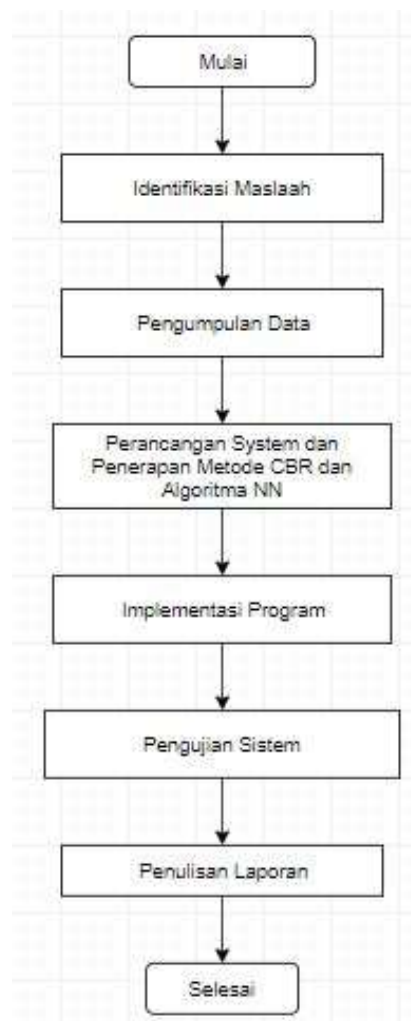 Mulai
Identifikasi Maslaah
Pengumpulan Data
Perancangan System dan
Penerapan Metode CBR dan
Algoritma NN
Implementasi Program
Pengujian Sistem
Penulisan Laporan
Selesai